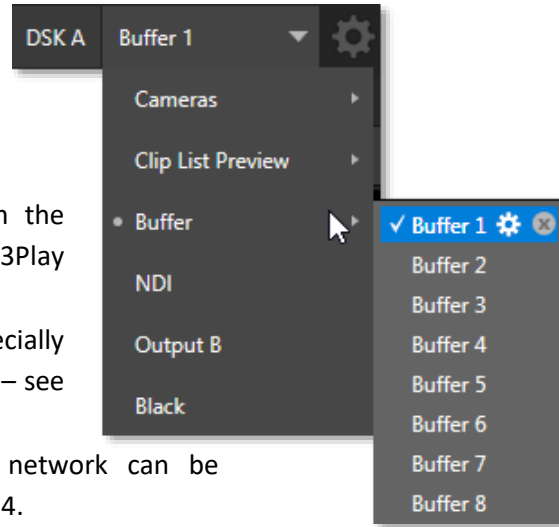 DSK A Buffer 1
Cameras
Clip List Preview
Buffer
NDI
Output B
Black
✓ Buffer 1
Buffer 2
Buffer 3
Buffer 4
Buffer 5
Buffer 6
Buffer 7
Buffer 8
the
3Play
– see
network can be
4.